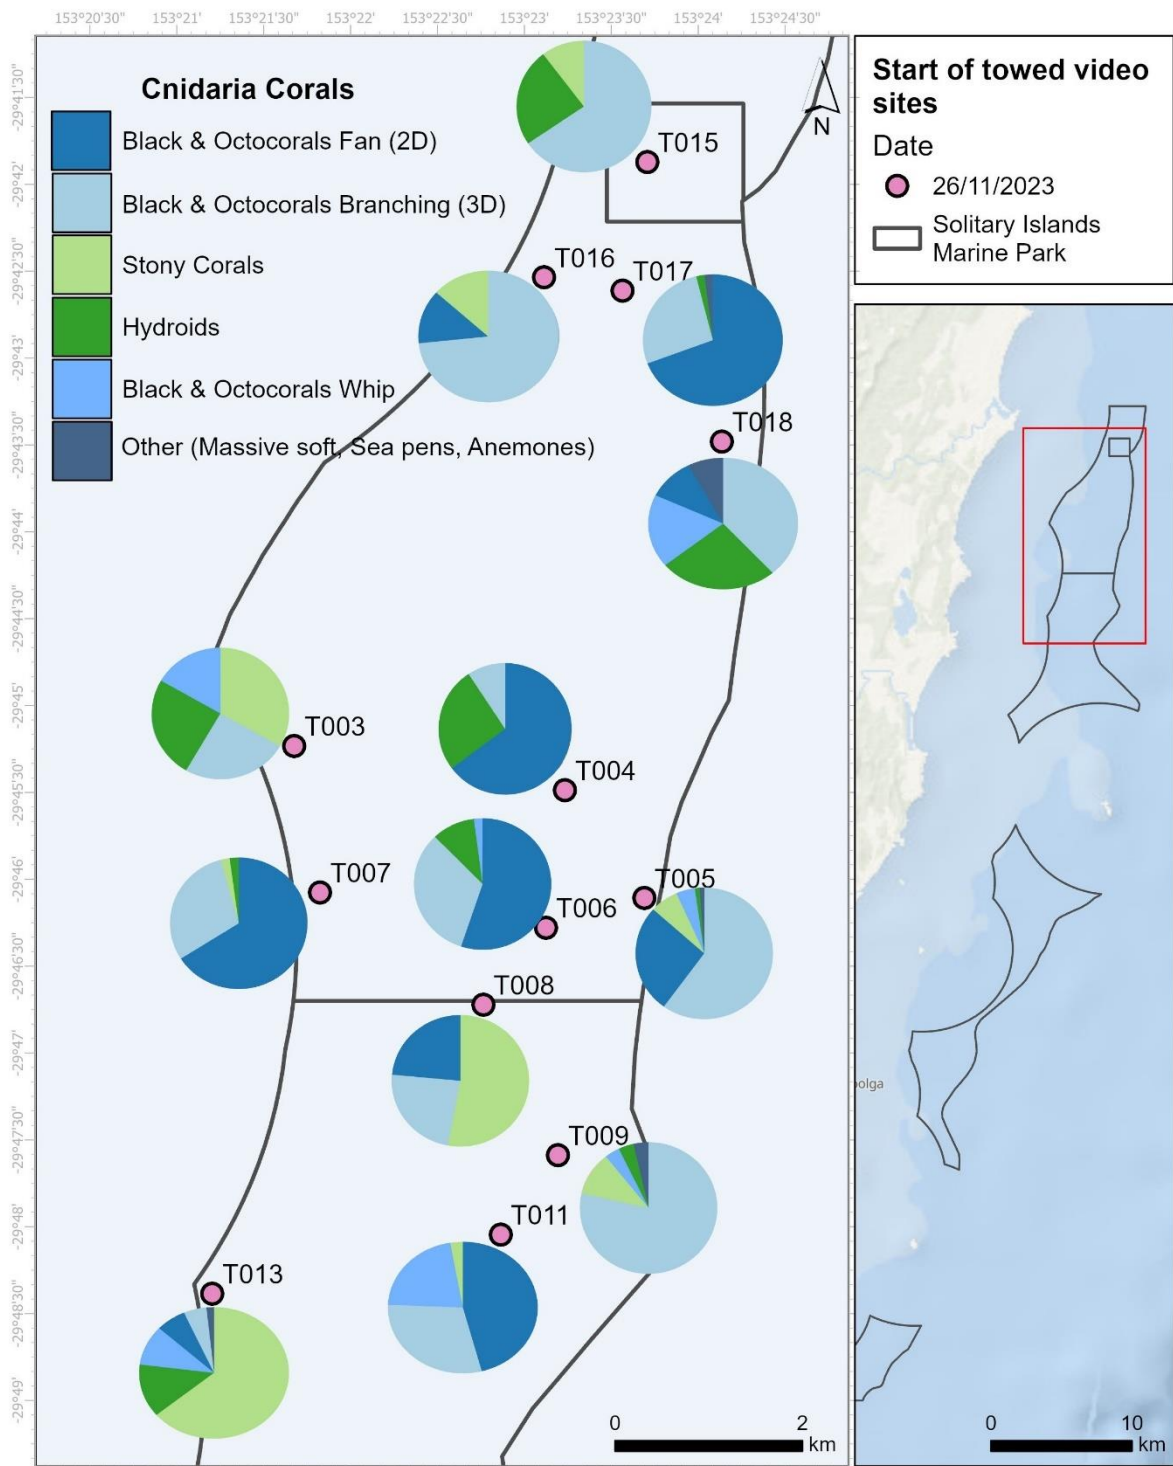 153°20'30" 153°21' 153°21'30" 153°22' 153°22'30" 153°23' 153°23'30" 153°24' 153°24'30"
-29°41'30"
-29°42'
-29°42'30"
-29°43'
-29°43'30"
-29°44'
-29°44'30"
-29°45'
-29°45'30"
-29°46'
-29°46'30"
-29°47'
-29°47'30"
-29°48'
-29°48'30"
-29°49'
Cnidaria Corals
Black & Octocorals Fan (2D)
Black & Octocorals Branching (3D)
Stony Corals
Hydroids
Black & Octocorals Whip
Other (Massive soft, Sea pens, Anemones)
N
T015
T016
T017
T018
T003
T004
T007
T005
T006
T008
T009
T011
T013
0 2
km
Start of towed video
sites
Date
26/11/2023
Solitary Islands
Marine Park
olga
0 10
km